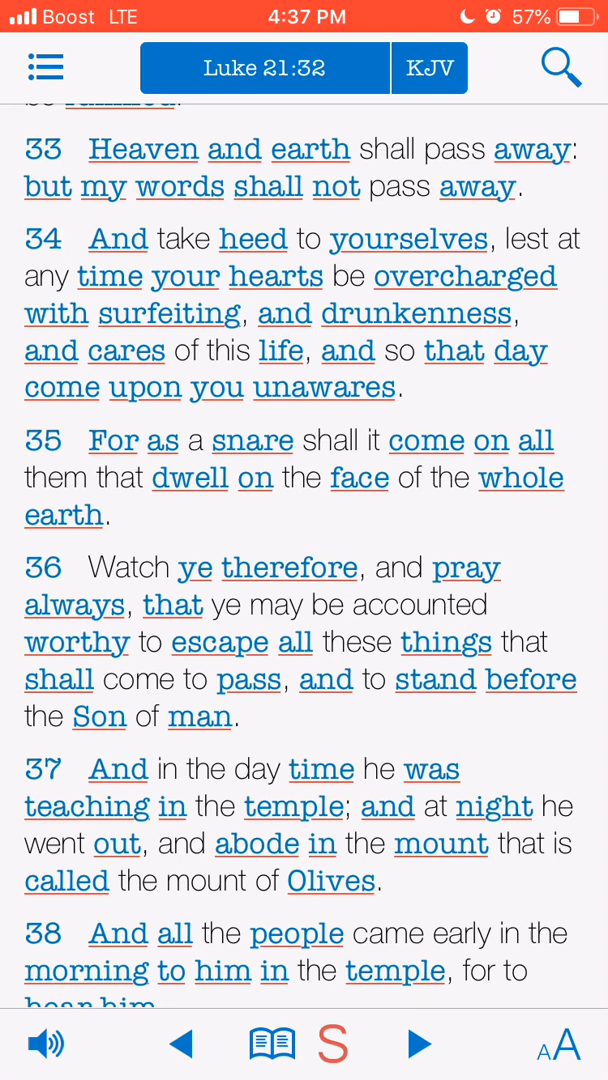 Boost LTE 4:37 PM 57%
Luke 21:32 KJV
be fulfilled.
33 Heaven and earth shall pass away:
but my words shall not pass away.
34 And take heed to yourselves, lest at
any time your hearts be overcharged
with surfeiting, and drunkenness,
and cares of this life, and so that day
come upon you unawares.
35 For as a snare shall it come on all
them that dwell on the face of the whole
earth.
36 Watch ye therefore, and pray
always, that ye may be accounted
worthy to escape all these things that
shall come to pass, and to stand before
the Son of man.
37 And in the day time he was
teaching in the temple; and at night he
went out, and abode in the mount that is
called the mount of Olives.
38 And all the people came early in the
morning to him in the temple, for to
hear him.
S AA